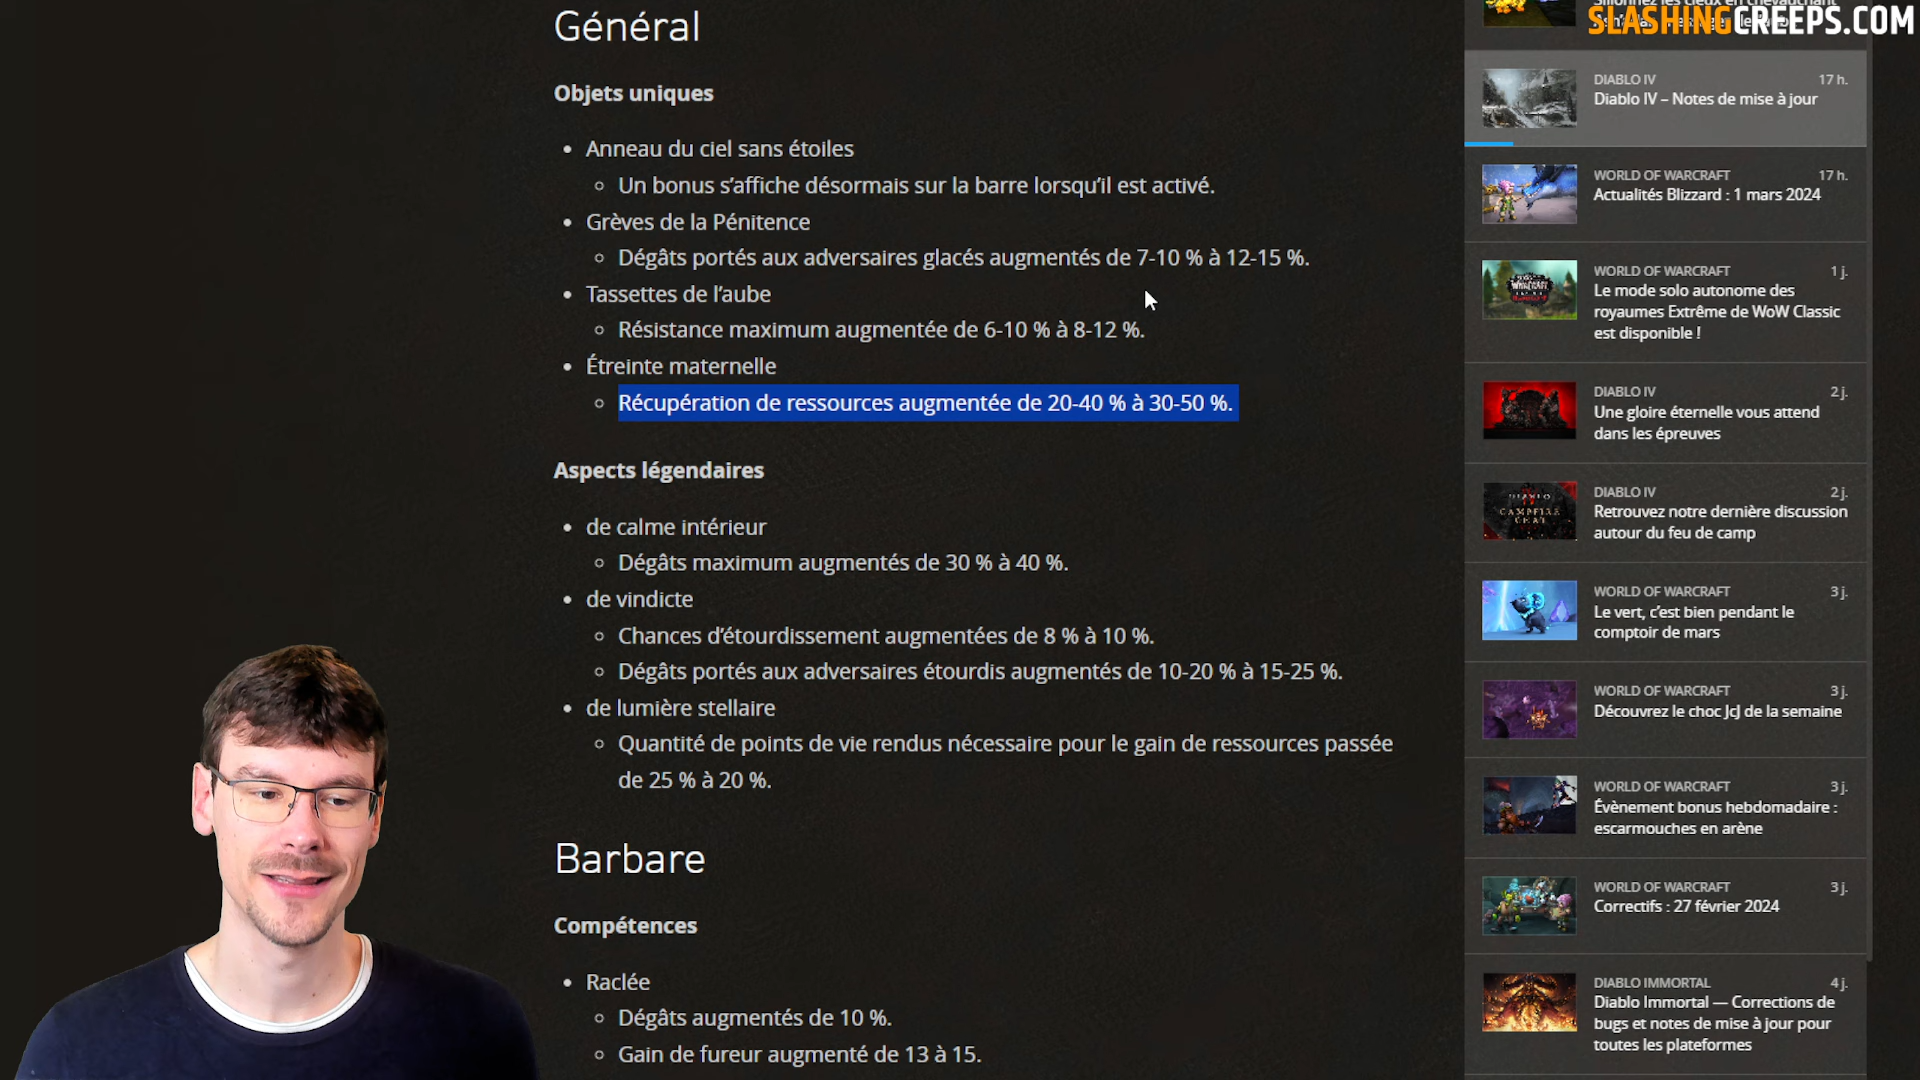 Général
Objets uniques
Anneau du ciel sans étoiles
Un bonus s’affiche désormais sur la barre lorsqu’il est activé.
Grèves de la Pénitence
Dégâts portés aux adversaires glacés augmentés de 7-10 % à 12-15 %.
Tassettes de l’aube
Résistance maximum augmentée de 6-10 % à 8-12 %.
Étreinte maternelle
Récupération de ressources augmentée de 20-40 % à 30-50 %.
Aspects légendaires
de calme intérieur
Dégâts maximum augmentés de 30 % à 40 %.
de vindicte
Chances d’étourdissement augmentées de 8 % à 10 %.
Dégâts portés aux adversaires étourdis augmentés de 10-20 % à 15-25 %.
de lumière stellaire
Quantité de points de vie rendus nécessaire pour le gain de ressources passée
de 25 % à 20 %.
Barbare
Compétences
Raclée
Dégâts augmentés de 10 %.
Gain de fureur augmenté de 13 à 15.
SLASHINGCREEPS.COM
DIABLO IV 17 h.
Diablo IV – Notes de mise à jour
WORLD OF WARCRAFT 17 h.
Actualités Blizzard : 1 mars 2024
WORLD OF WARCRAFT 1 j.
Le mode solo autonome des
royaumes Extrême de WoW Classic
est disponible !
DIABLO IV 2 j.
Une gloire éternelle vous attend
dans les épreuves
DIABLO IV 2 j.
Retrouvez notre dernière discussion
autour du feu de camp
WORLD OF WARCRAFT 3 j.
Le vert, c’est bien pendant le
comptoir de mars
WORLD OF WARCRAFT 3 j.
Découvrez le choc JcJ de la semaine
WORLD OF WARCRAFT 3 j.
Évènement bonus hebdomadaire :
escarmouches en arène
WORLD OF WARCRAFT 3 j.
Correctifs : 27 février 2024
DIABLO IMMORTAL 4 j.
Diablo Immortal — Corrections de
bugs et notes de mise à jour pour
toutes les plateformes